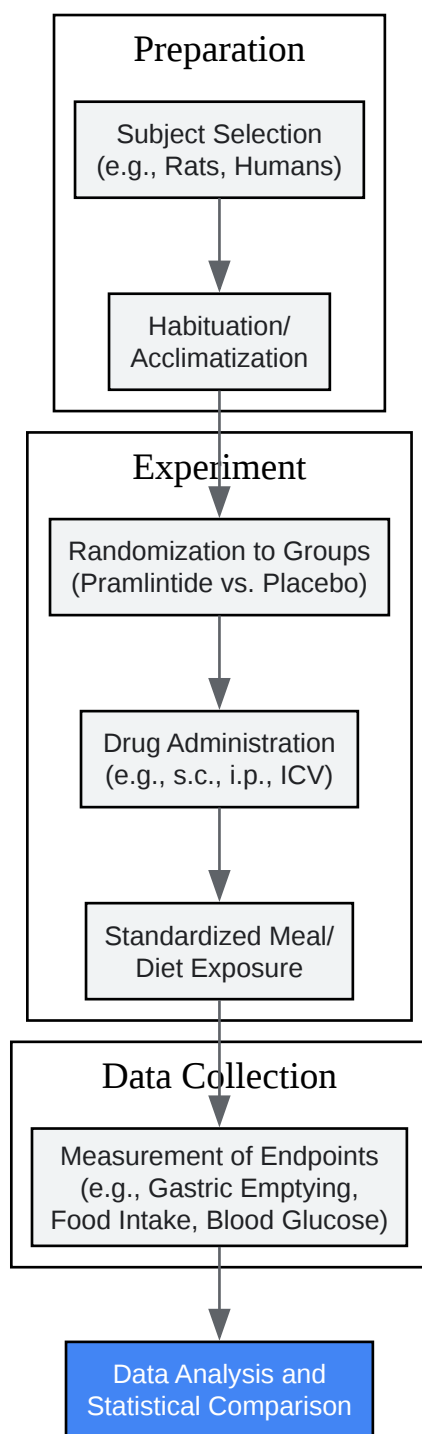 Preparation
Subject Selection
(e.g., Rats, Humans)
Habituation/
Acclimatization
Experiment
Randomization to Groups
(Pramlintide vs. Placebo)
Drug Administration
(e.g., s.c., i.p., ICV)
Standardized Meal/
Diet Exposure
Data Collection
Measurement of Endpoints
(e.g., Gastric Emptying,
Food Intake, Blood Glucose)
Data Analysis and
Statistical Comparison